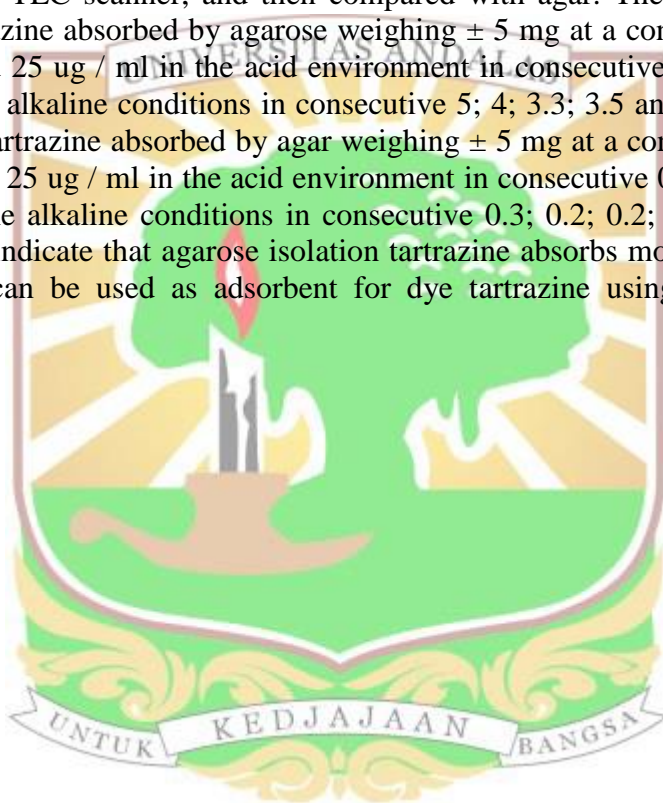 TLC scanner, and then compared with agar. The
zine absorbed by agarose weighing ± 5 mg at a con
25 ug / ml in the acid environment in consecutive
alkaline conditions in consecutive 5; 4; 3.3; 3.5 an
artrazine absorbed by agar weighing ± 5 mg at a con
25 ug / ml in the acid environment in consecutive 0
e alkaline conditions in consecutive 0.3; 0.2; 0.2;
ndicate that agarose isolation tartrazine absorbs mo
can be used as adsorbent for dye tartrazine using
UNIVERSITAS ANDALAS
UNTUK KEDJAJAAN BANGSA